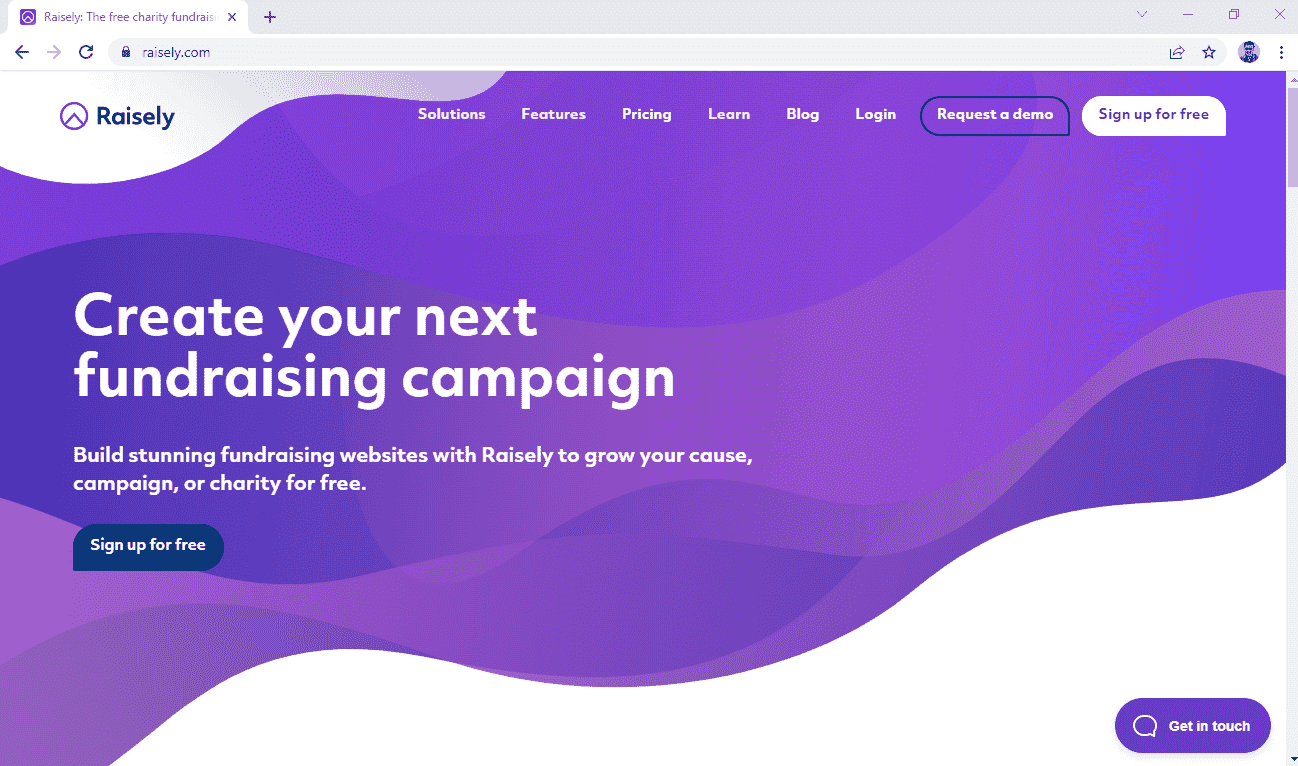 Raisely: The free charity fundrais
raisely.com
Raisely
Solutions
Features
Pricing
Learn
Blog
Login
Request a demo
Sign up for free
Create your next
fundraising campaign
Build stunning fundraising websites with Raisely to grow your cause,
campaign, or charity for free.
Sign up for free
Get in touch